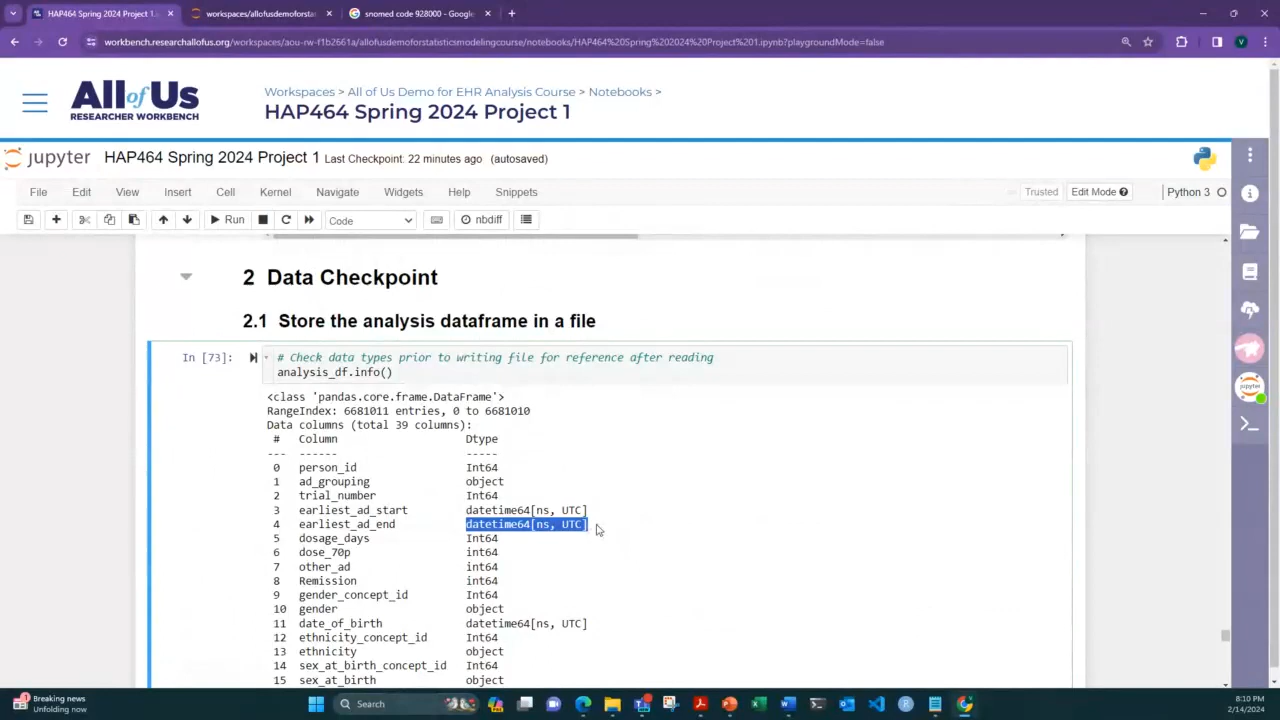 HAP464 Spring 2024 Project 1.
workspaces/allofusdemoforstati
snomed code 928000 - Google
workbench.researchallofus.org/workspaces/aou-rw-f1b2661a/allofusdemoforstatisticsmodelingcourse/notebooks/HAP464%20Spring%202024%20Project%201.ipynb?playgroundMode=false
V
All of Us
RESEARCHER WORKBENCH
Workspaces > All of Us Demo for EHR Analysis Course > Notebooks >
HAP464 Spring 2024 Project 1
jupyter HAP464 Spring 2024 Project 1 Last Checkpoint: 22 minutes ago (autosaved)
File Edit View Insert Cell Kernel Navigate Widgets Help Snippets
Trusted Edit Mode Python 3
Run Code nbdiff
2 Data Checkpoint
2.1 Store the analysis dataframe in a file
In [73]:
# Check data types prior to writing file for reference after reading
analysis_df.info()
<class 'pandas.core.frame.DataFrame'>
RangeIndex: 6681011 entries, 0 to 6681010
Data columns (total 39 columns):
# Column Dtype
--- ------ -----
0 person_id Int64
1 ad_grouping object
2 trial_number Int64
3 earliest_ad_start datetime64[ns, UTC]
4 earliest_ad_end datetime64[ns, UTC]
5 dosage_days Int64
6 dose_70p int64
7 other_ad int64
8 Remission int64
9 gender_concept_id Int64
10 gender object
11 date_of_birth datetime64[ns, UTC]
12 ethnicity_concept_id Int64
13 ethnicity object
14 sex_at_birth_concept_id Int64
15 sex_at_birth object
jupyter
1
Breaking news
Unfolding now
Search
8:10 PM
2/14/2024